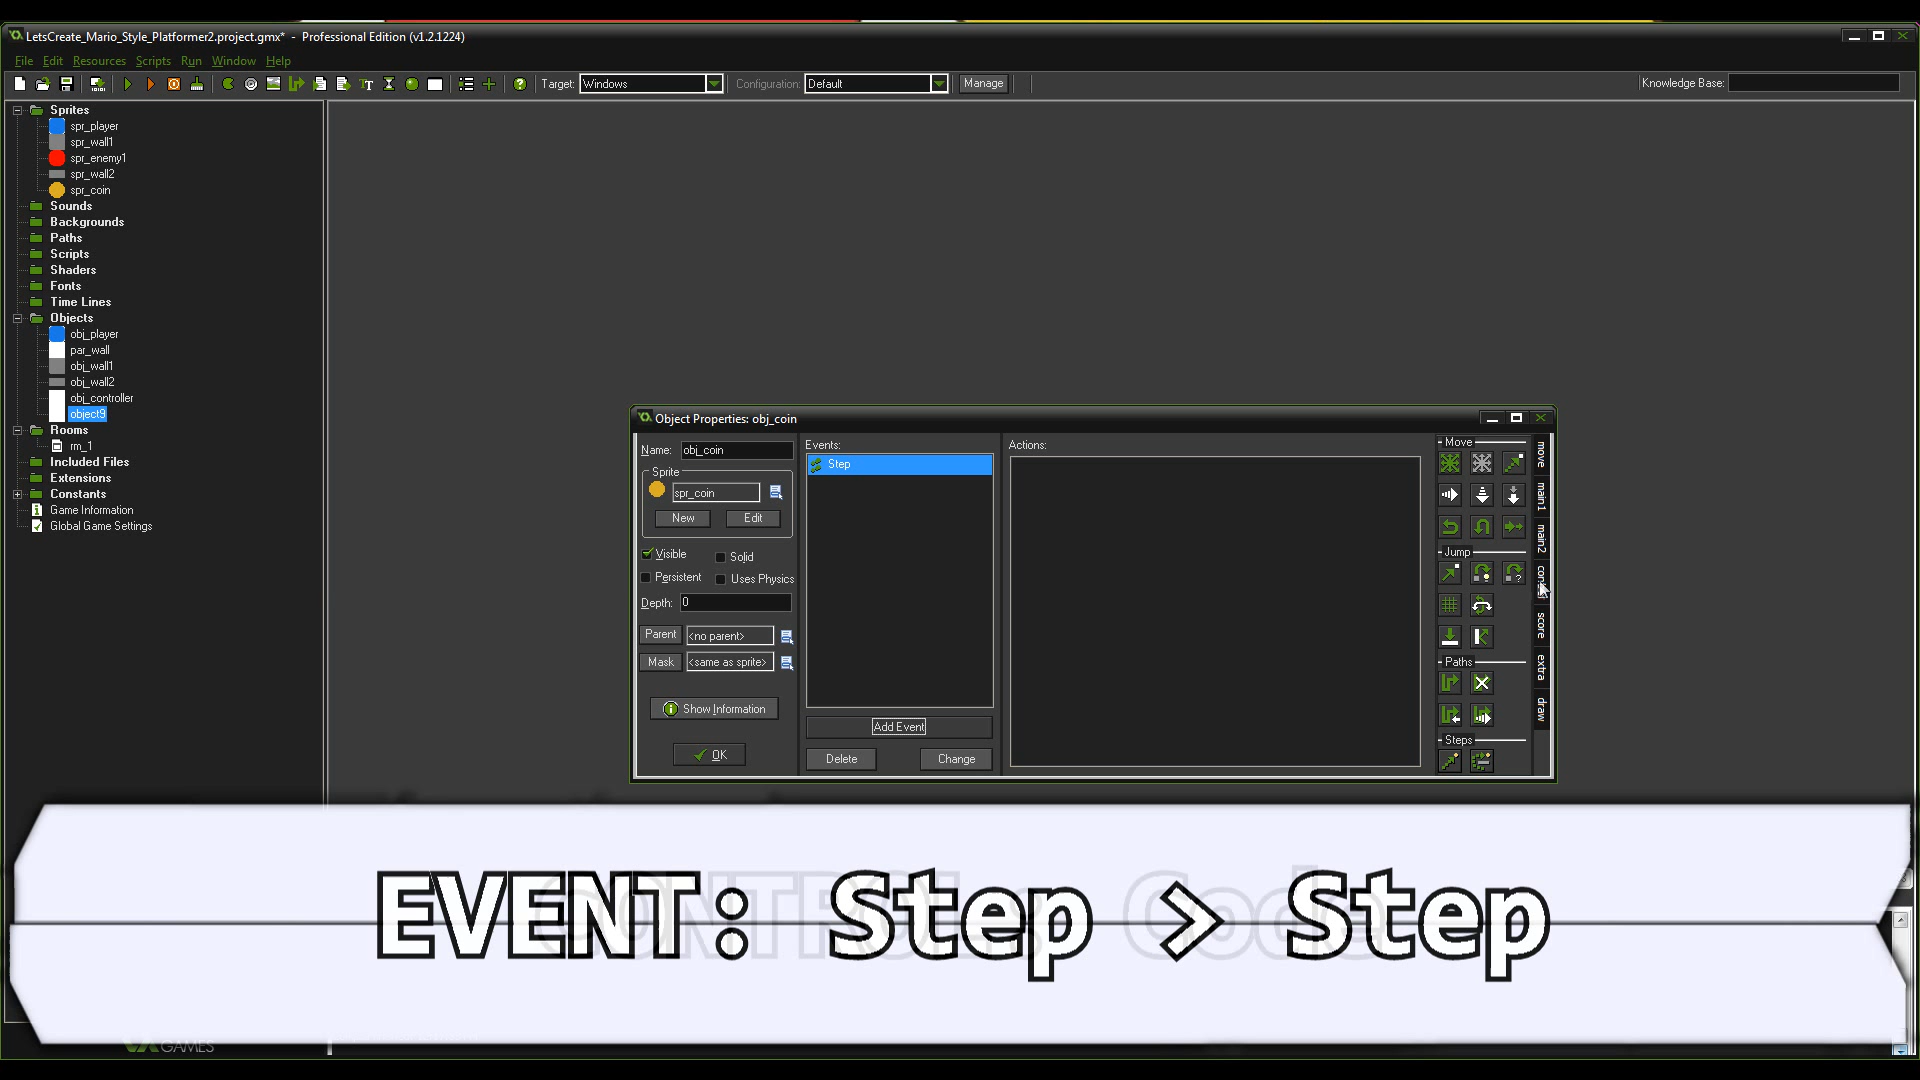 LetsCreate_Mario_Style_Platformer2.project.gmx* - Professional Edition (v1.2.1224)
File Edit Resources Scripts Run Window Help
Target: Windows Configuration: Default Manage Knowledge Base:
Sprites
spr_player
spr_wall1
spr_enemy1
spr_wall2
spr_coin
Sounds
Backgrounds
Paths
Scripts
Shaders
Fonts
Time Lines
Objects
obj_player
par_wall
obj_wall1
obj_wall2
obj_controller
object9
Rooms
rm_1
Included Files
Extensions
Constants
Game Information
Global Game Settings
Object Properties: obj_coin
Name: obj_coin
Sprite
spr_coin
New Edit
Visible Solid
Persistent Uses Physics
Depth: 0
Parent <no parent>
Mask <same as sprite>
Show Information
OK
Events:
Step
Add Event
Delete Change
Actions:
Move
Jump
Paths
Steps
move
main1
main2
score
extra
draw
EVENT: Step > Step
GAMES